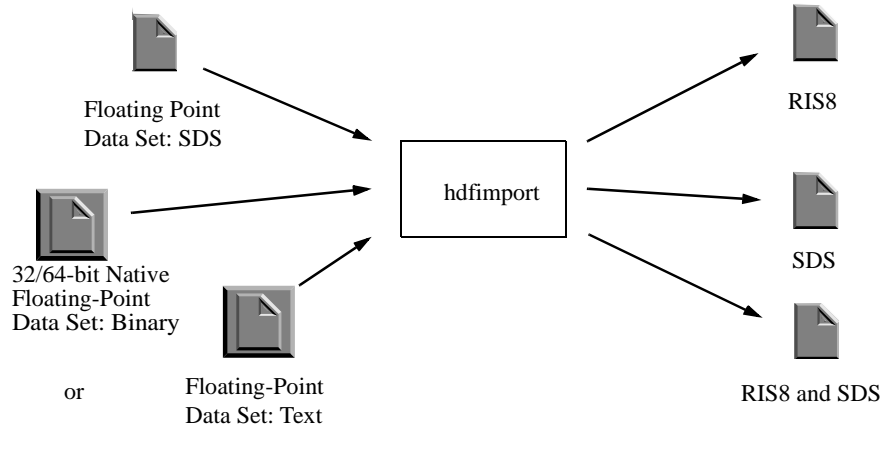 Floating Point
Data Set: SDS
32/64-bit Native
Floating-Point
Data Set: Binary
or
Floating-Point
Data Set: Text
hdfimport
RIS8
SDS
RIS8 and SDS